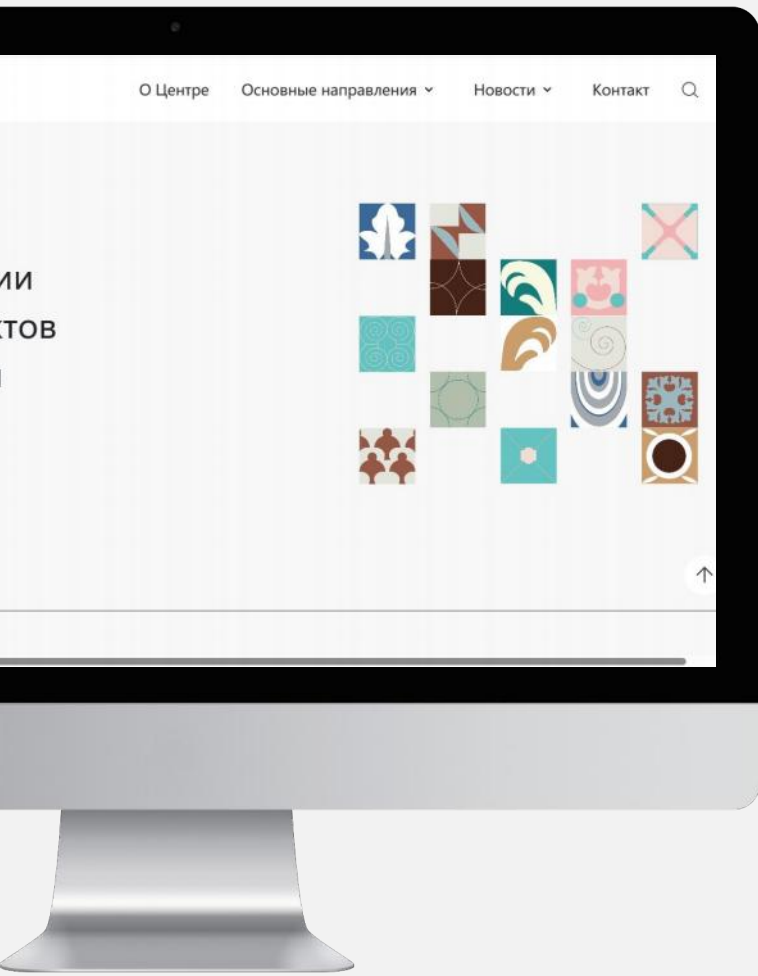 О Центре Основные направления Новости Контакт
ии
ктов